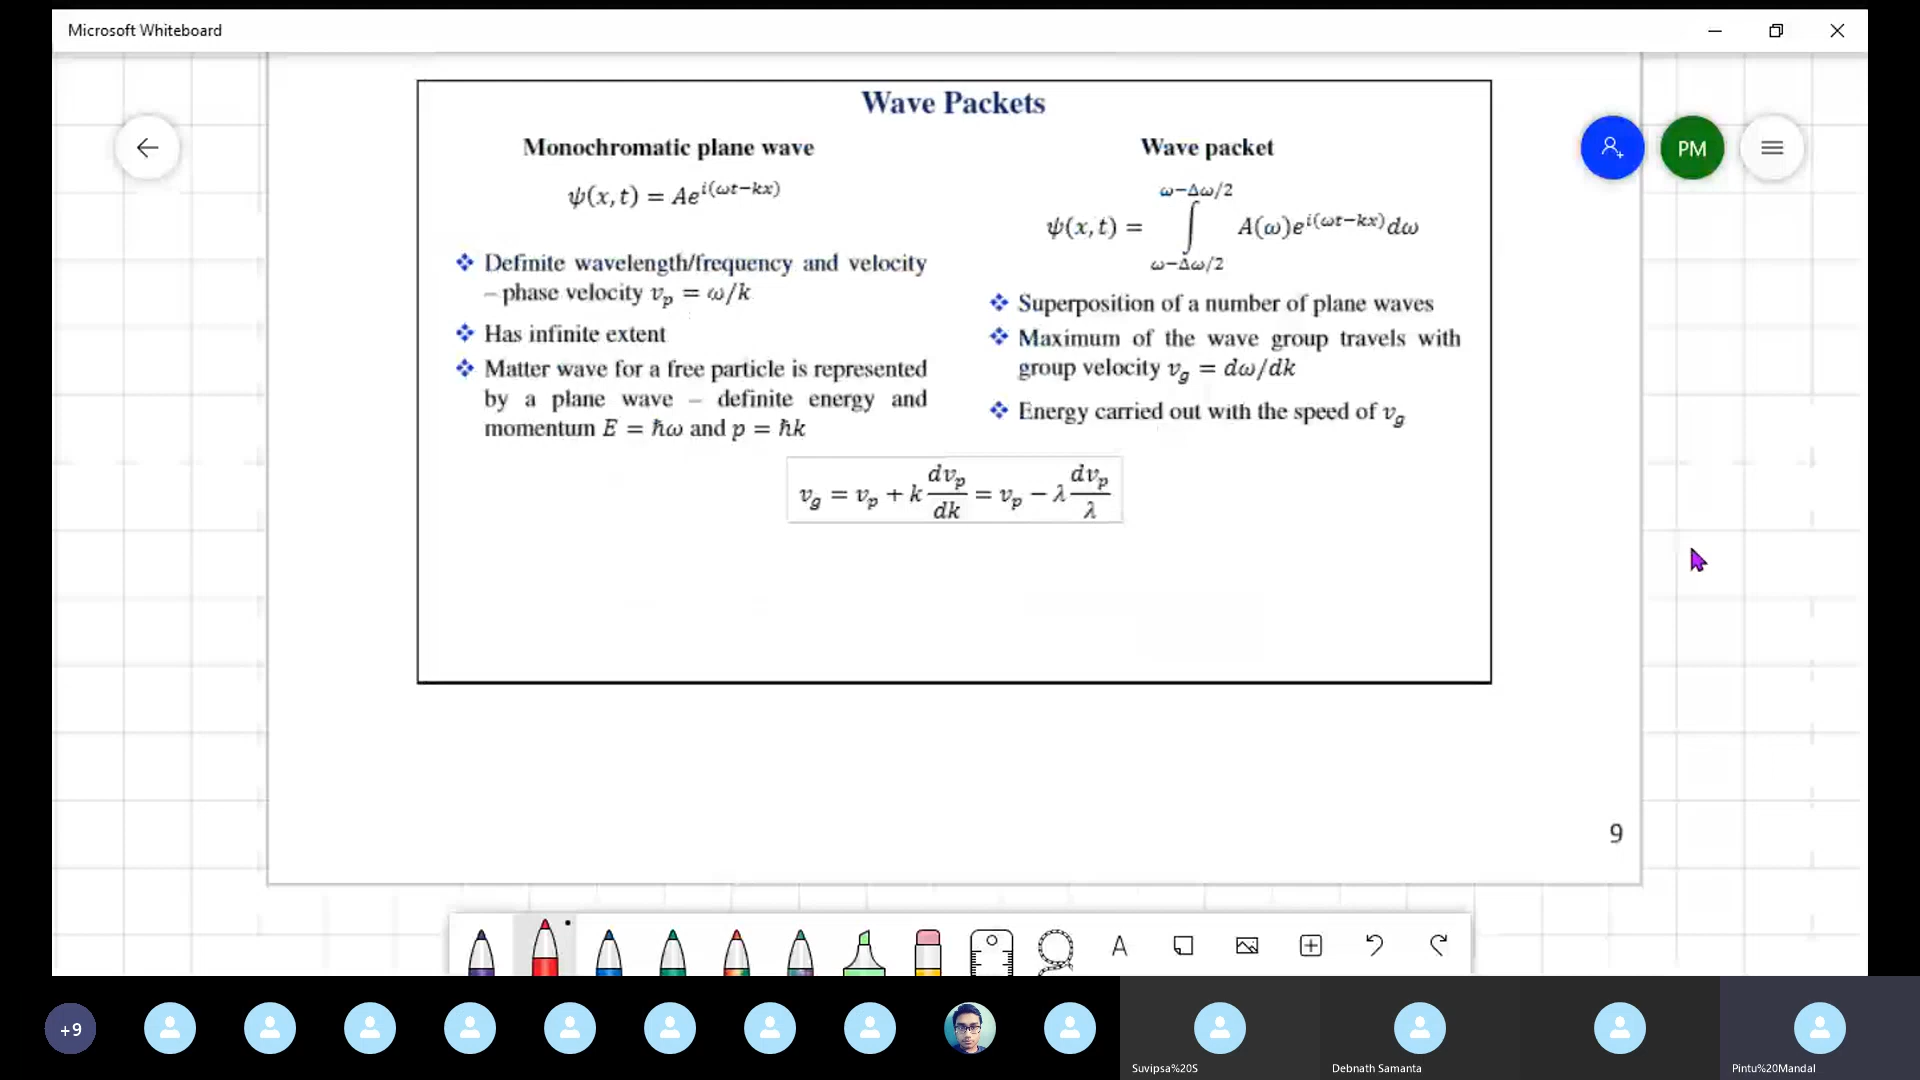 Microsoft Whiteboard
Wave Packets
Monochromatic plane wave
ψ(x,t) = Ae^{i(ωt−kx)}
❖ Definite wavelength/frequency and velocity
– phase velocity v_p = ω/k
❖ Has infinite extent
❖ Matter wave for a free particle is represented
by a plane wave – definite energy and
momentum E = ħω and p = ħk
Wave packet
ω−Δω/2
ψ(x,t) = ∫ A(ω)e^{i(ωt−kx)}dω
ω−Δω/2
❖ Superposition of a number of plane waves
❖ Maximum of the wave group travels with
group velocity v_g = dω/dk
❖ Energy carried out with the speed of v_g
v_g = v_p + k dv_p/dk = v_p − λ dv_p/λ
PM
9
A
+9
Suvipsa%20S
Debnath Samanta
Pintu%20Mandal